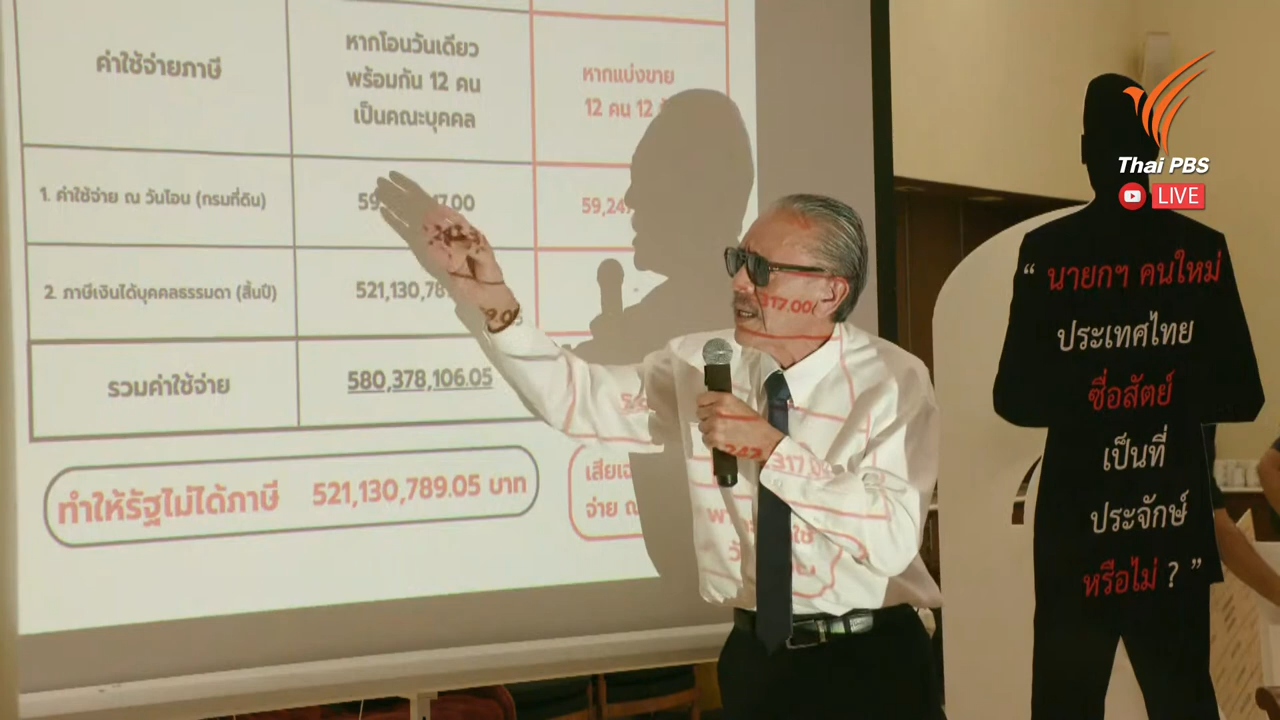 ค่าใช้จ่ายภาษี
หากโอนวันเดียว
พร้อมกัน 12 คน
เป็นคณะบุคคล
หากแบ่งขาย
12 คน 12
1. ค่าใช้จ่าย ณ วันโอน (กรมที่ดิน)
2. ภาษีเงินได้บุคคลธรรมดา (สิ้นปี)
รวมค่าใช้จ่าย
580,378,106.05
ทำให้รัฐไม่ได้ภาษี 521,130,789.05 บาท
จ่าย ณ
317.00
Thai PBS
LIVE
“ นายกฯ คนใหม่
ประเทศไทย
ซื่อสัตย์
เป็นที่
ประจักษ์
หรือไม่ ? ”